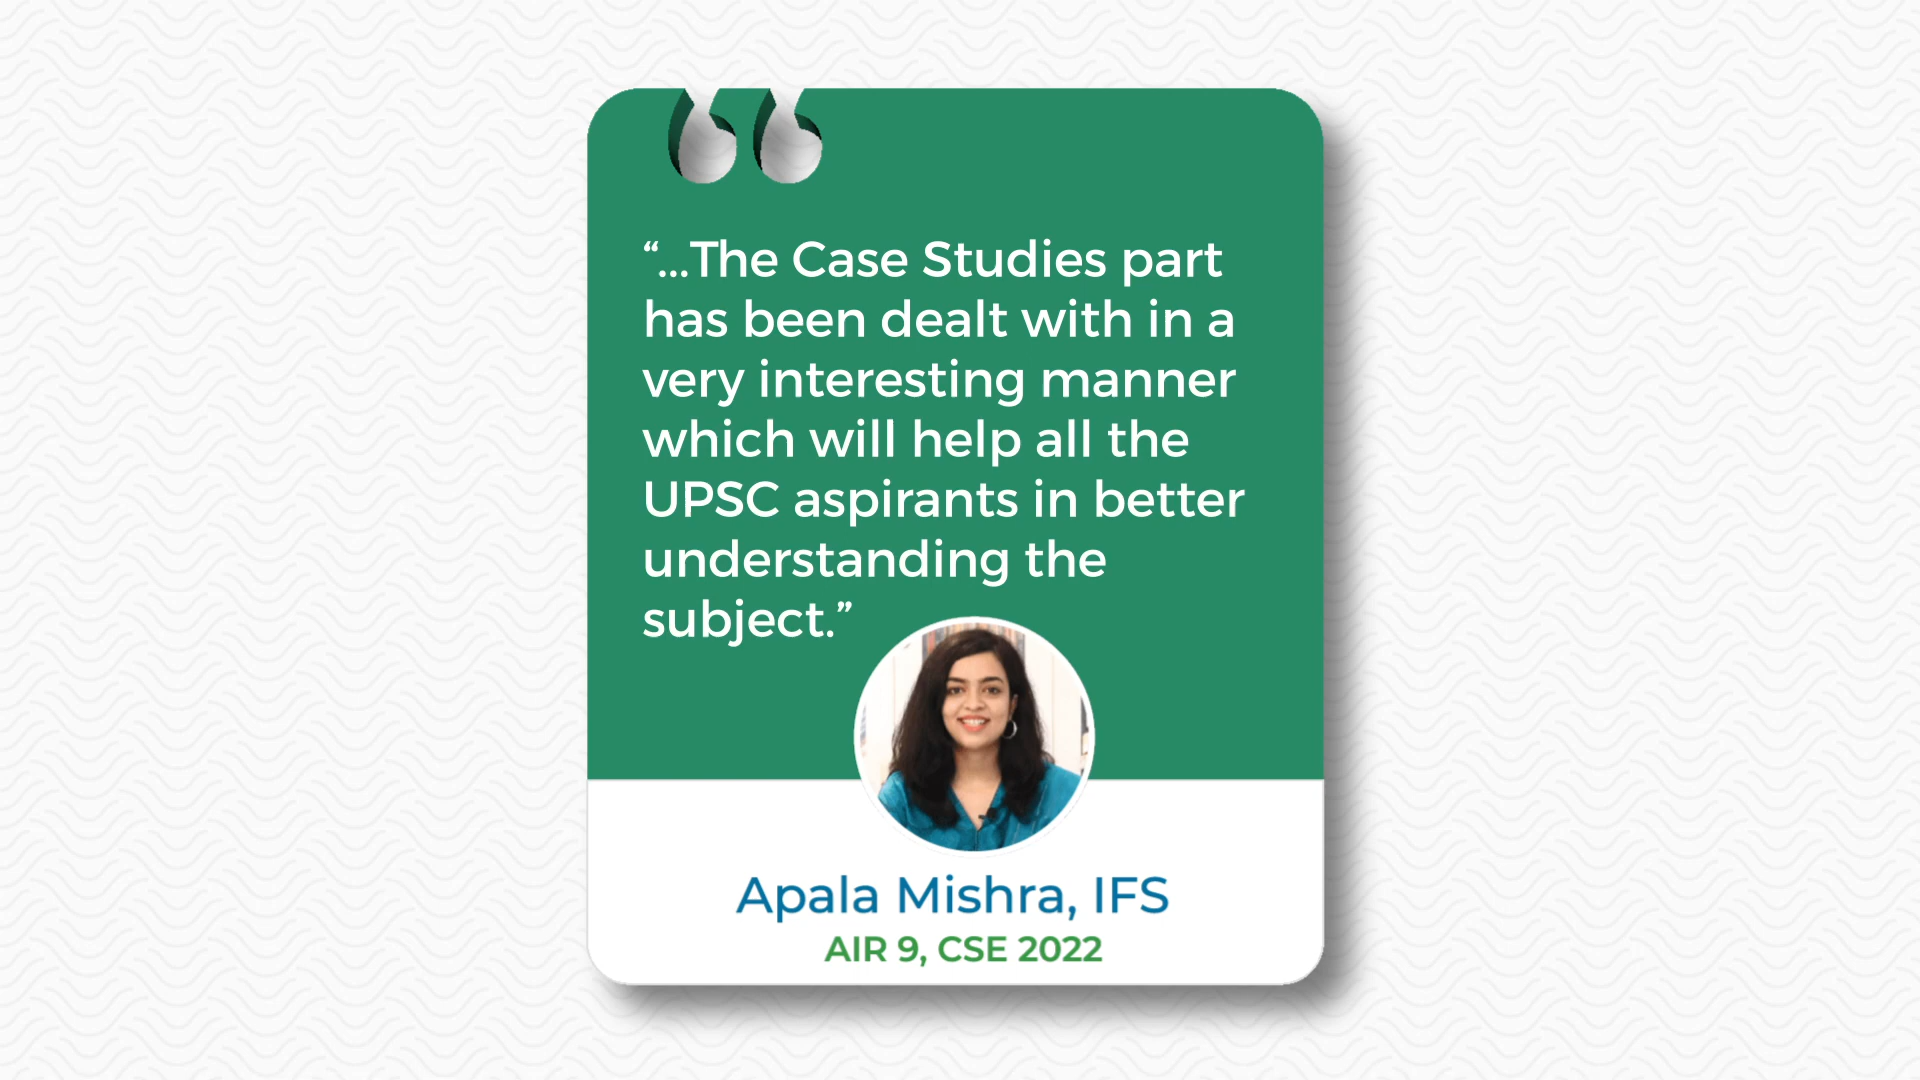 “...The Case Studies part
has been dealt with in a
very interesting manner
which will help all the
UPSC aspirants in better
understanding the
subject.”
Apala Mishra, IFS
AIR 9, CSE 2022